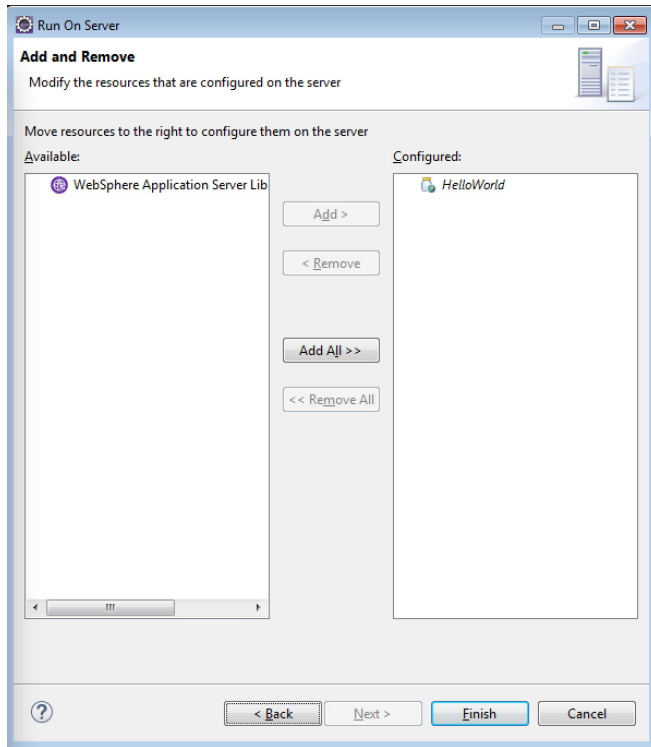 Run On Server
Add and Remove
Modify the resources that are configured on the server
Move resources to the right to configure them on the server
Available:
Configured:
WebSphere Application Server Lib
HelloWorld
Add >
< Remove
Add All >>
<< Remove All
?
< Back
Next >
Finish
Cancel